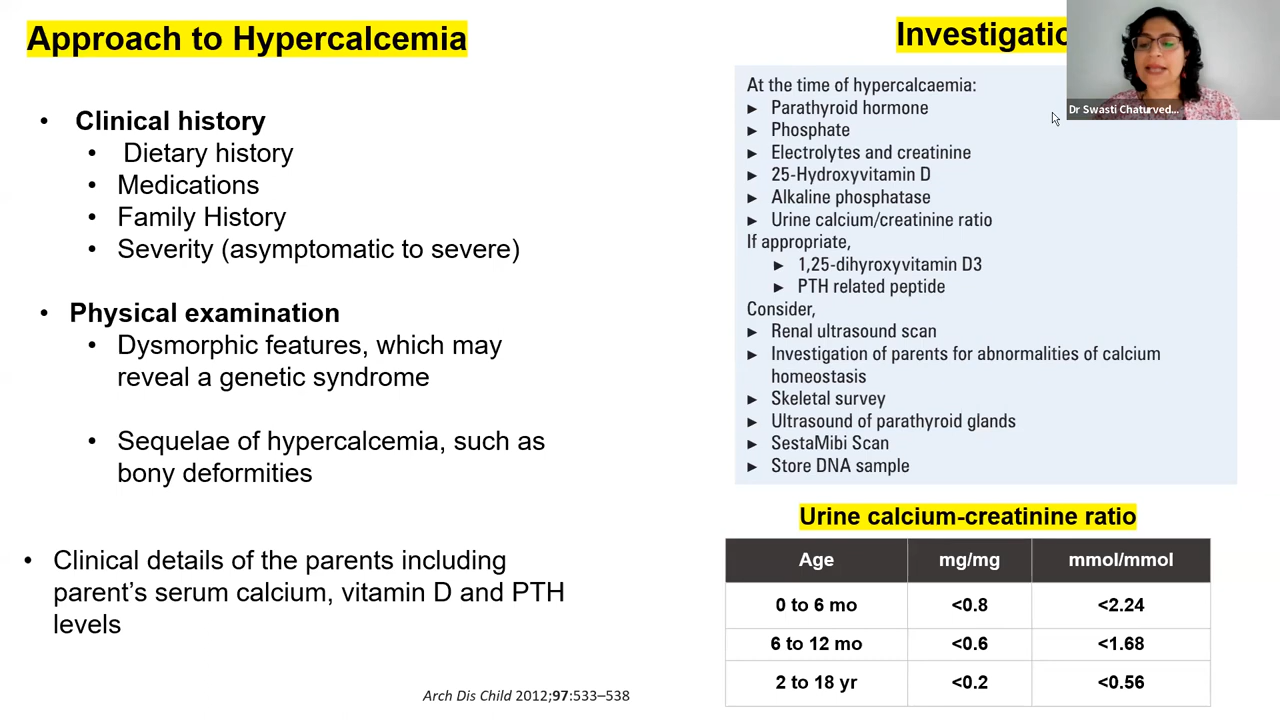 Approach to Hypercalcemia
• Clinical history
• Dietary history
• Medications
• Family History
• Severity (asymptomatic to severe)
• Physical examination
• Dysmorphic features, which may
reveal a genetic syndrome
• Sequelae of hypercalcemia, such as
bony deformities
• Clinical details of the parents including
parent's serum calcium, vitamin D and PTH
levels
Arch Dis Child 2012;97:533–538
At the time of hypercalcaemia:
► Parathyroid hormone
► Phosphate
► Electrolytes and creatinine
► 25-Hydroxyvitamin D
► Alkaline phosphatase
► Urine calcium/creatinine ratio
If appropriate,
► 1,25-dihyroxyvitamin D3
► PTH related peptide
Consider,
► Renal ultrasound scan
► Investigation of parents for abnormalities of calcium
homeostasis
► Skeletal survey
► Ultrasound of parathyroid glands
► SestaMibi Scan
► Store DNA sample
Dr Swasti Chaturved...
Urine calcium-creatinine ratio
Age mg/mg mmol/mmol
0 to 6 mo <0.8 <2.24
6 to 12 mo <0.6 <1.68
2 to 18 yr <0.2 <0.56